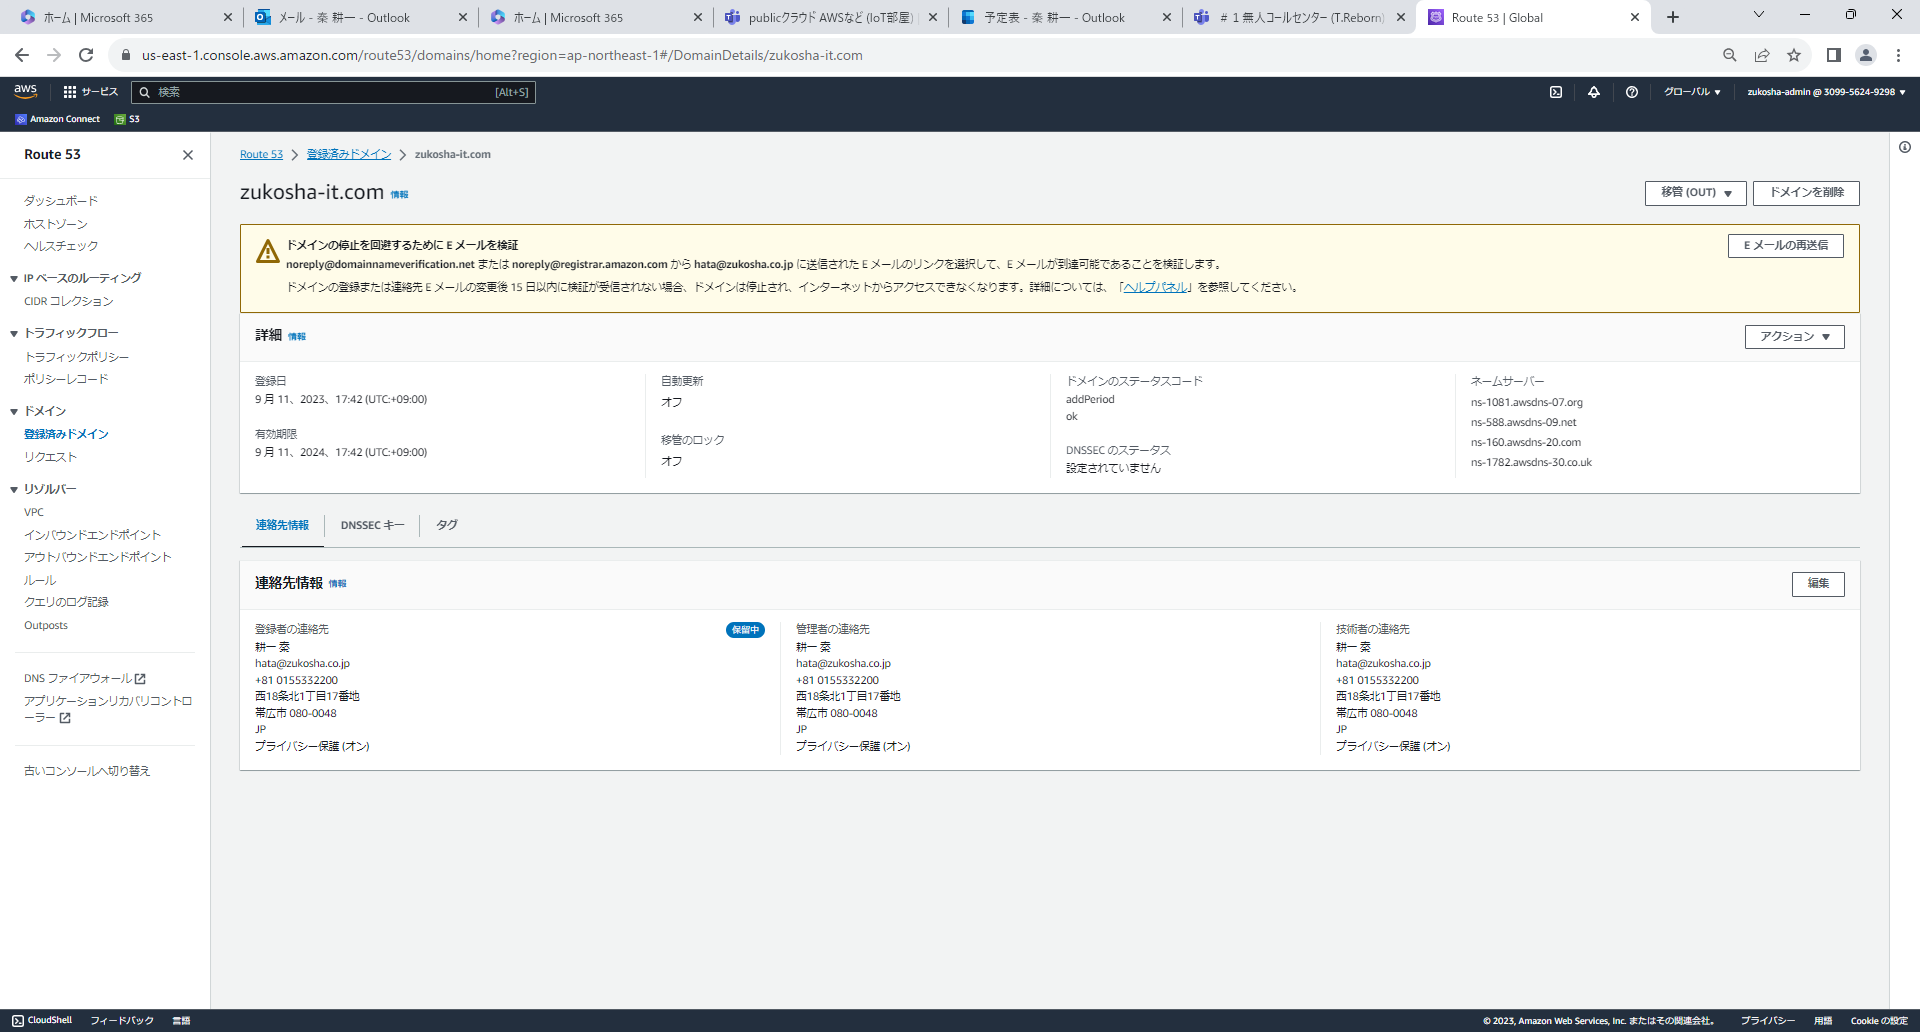 ホーム | Microsoft 365
メール - 秦 耕一 - Outlook
ホーム | Microsoft 365
publicクラウド AWSなど (IoT部屋)
予定表 - 秦 耕一 - Outlook
# 1 無人コールセンター (T.Reborn)
Route 53 | Global
us-east-1.console.aws.amazon.com/route53/domains/home?region=ap-northeast-1#/DomainDetails/zukosha-it.com
aws
サービス
検索
[Alt+S]
グローバル ▼
zukosha-admin @ 3099-5624-9298 ▼
Amazon Connect
S3
Route 53
ダッシュボード
ホストゾーン
ヘルスチェック
▼ IP ベースのルーティング
CIDR コレクション
▼ トラフィックフロー
トラフィックポリシー
ポリシーレコード
▼ ドメイン
登録済みドメイン
リクエスト
▼ リゾルバー
VPC
インバウンドエンドポイント
アウトバウンドエンドポイント
ルール
クエリのログ記録
Outposts
DNS ファイアウォール
アプリケーションリカバリコントロ
ーラー
古いコンソールへ切り替え
Route 53 > 登録済みドメイン > zukosha-it.com
zukosha-it.com 情報
移管 (OUT) ▼
ドメインを削除
ドメインの停止を回避するために E メールを検証
noreply@domainnameverification.net または noreply@registrar.amazon.com から hata@zukosha.co.jp に送信された E メールのリンクを選択して、E メールが到達可能であることを検証します。
ドメインの登録または連絡先 E メールの変更後 15 日以内に検証が受信されない場合、ドメインは停止され、インターネットからアクセスできなくなります。詳細については、「ヘルプパネル」を参照してください。
E メールの再送信
詳細 情報
アクション ▼
登録日
9 月 11、2023、17:42 (UTC:+09:00)
有効期限
9 月 11、2024、17:42 (UTC:+09:00)
自動更新
オフ
移管のロック
オフ
ドメインのステータスコード
addPeriod
ok
DNSSEC のステータス
設定されていません
ネームサーバー
ns-1081.awsdns-07.org
ns-588.awsdns-09.net
ns-160.awsdns-20.com
ns-1782.awsdns-30.co.uk
連絡先情報
DNSSEC キー
タグ
連絡先情報 情報
編集
登録者の連絡先
保留中
耕一 秦
hata@zukosha.co.jp
+81 0155332200
西18条北1丁目17番地
帯広市 080-0048
JP
プライバシー保護 (オン)
管理者の連絡先
耕一 秦
hata@zukosha.co.jp
+81 0155332200
西18条北1丁目17番地
帯広市 080-0048
JP
プライバシー保護 (オン)
技術者の連絡先
耕一 秦
hata@zukosha.co.jp
+81 0155332200
西18条北1丁目17番地
帯広市 080-0048
JP
プライバシー保護 (オン)
CloudShell
フィードバック
言語
© 2023, Amazon Web Services, Inc. またはその関連会社。
プライバシー
用語
Cookie の設定